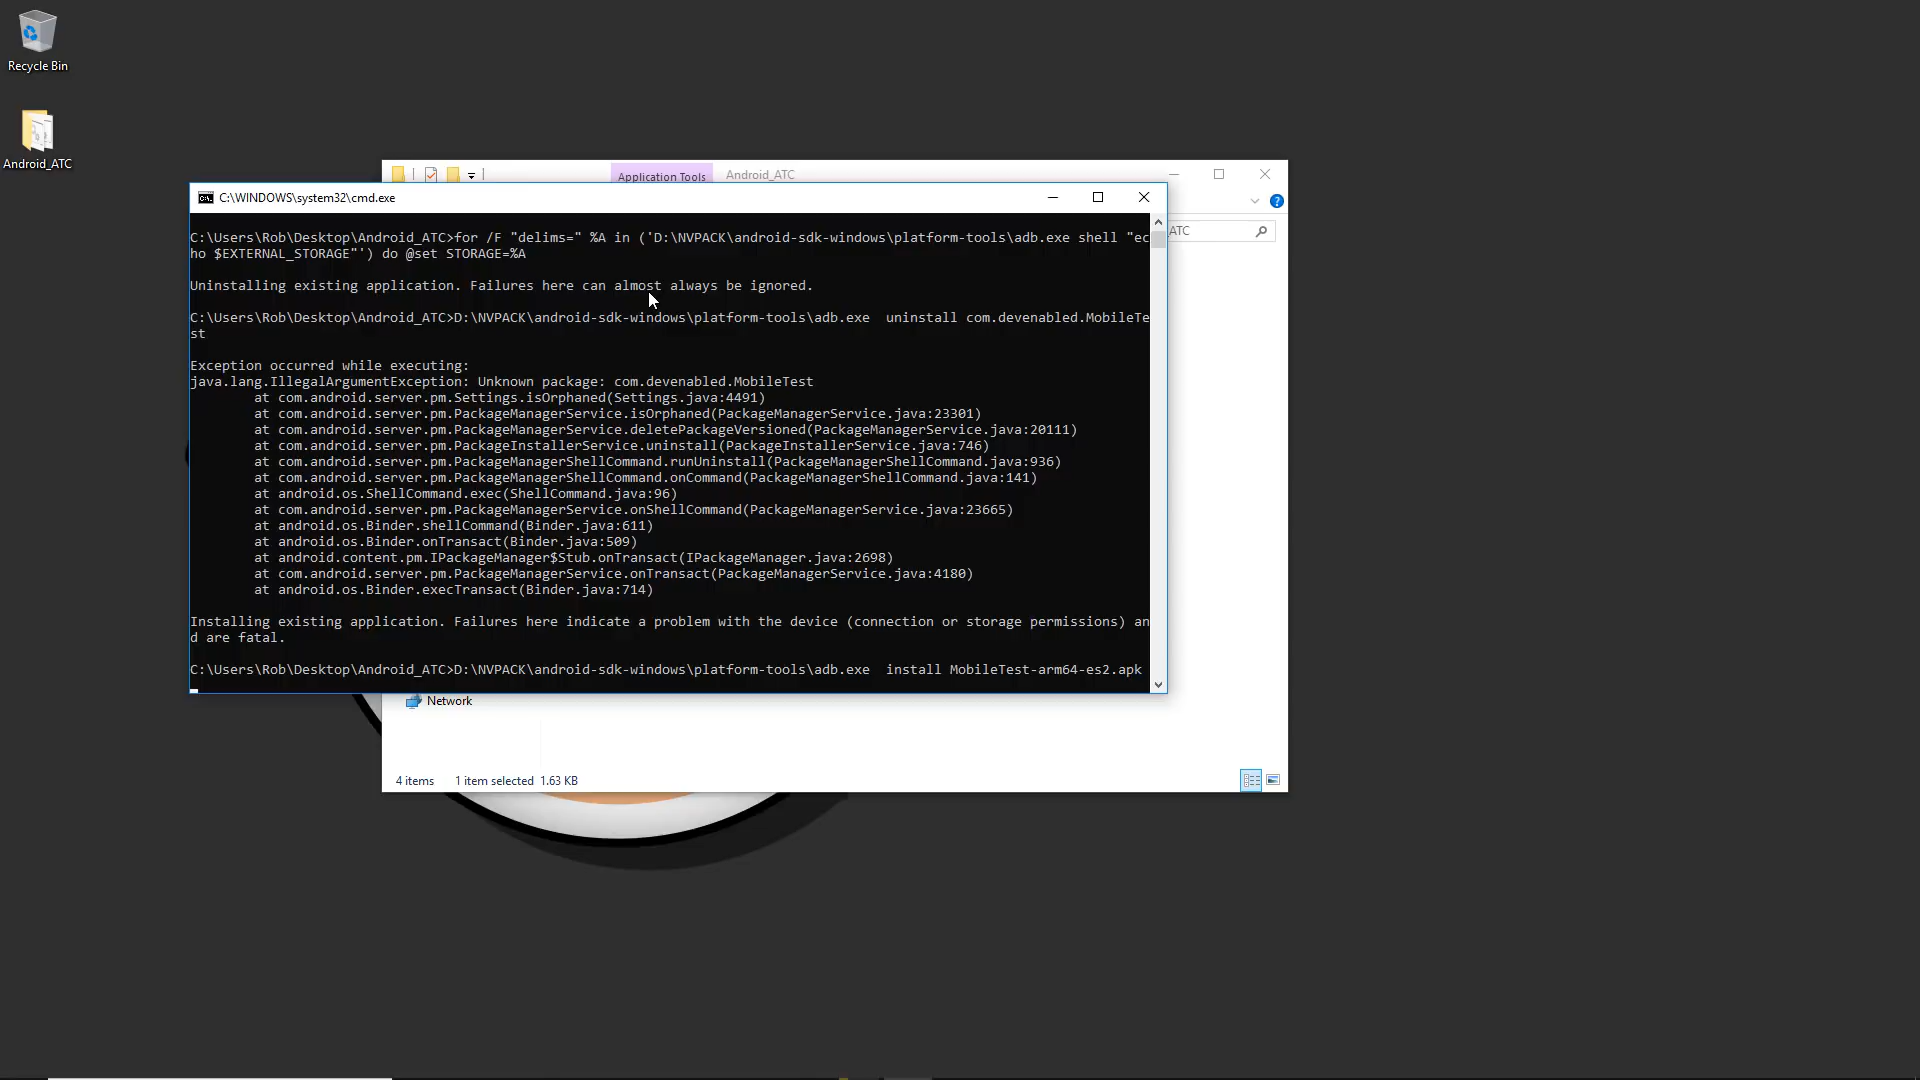 Recycle Bin
Android_ATC
Application Tools
Android_ATC
ATC
C:\WINDOWS\system32\cmd.exe
C:\Users\Rob\Desktop\Android_ATC>for /F "delims=" %A in ('D:\NVPACK\android-sdk-windows\platform-tools\adb.exe shell "ec
ho $EXTERNAL_STORAGE"') do @set STORAGE=%A
Uninstalling existing application. Failures here can almost always be ignored.
C:\Users\Rob\Desktop\Android_ATC>D:\NVPACK\android-sdk-windows\platform-tools\adb.exe  uninstall com.devenabled.MobileTe
st
Exception occurred while executing:
java.lang.IllegalArgumentException: Unknown package: com.devenabled.MobileTest
at com.android.server.pm.Settings.isOrphaned(Settings.java:4491)
at com.android.server.pm.PackageManagerService.isOrphaned(PackageManagerService.java:23301)
at com.android.server.pm.PackageManagerService.deletePackageVersioned(PackageManagerService.java:20111)
at com.android.server.pm.PackageInstallerService.uninstall(PackageInstallerService.java:746)
at com.android.server.pm.PackageManagerShellCommand.runUninstall(PackageManagerShellCommand.java:936)
at com.android.server.pm.PackageManagerShellCommand.onCommand(PackageManagerShellCommand.java:141)
at android.os.ShellCommand.exec(ShellCommand.java:96)
at com.android.server.pm.PackageManagerService.onShellCommand(PackageManagerService.java:23665)
at android.os.Binder.shellCommand(Binder.java:611)
at android.os.Binder.onTransact(Binder.java:509)
at android.content.pm.IPackageManager$Stub.onTransact(IPackageManager.java:2698)
at com.android.server.pm.PackageManagerService.onTransact(PackageManagerService.java:4180)
at android.os.Binder.execTransact(Binder.java:714)
Installing existing application. Failures here indicate a problem with the device (connection or storage permissions) an
d are fatal.
C:\Users\Rob\Desktop\Android_ATC>D:\NVPACK\android-sdk-windows\platform-tools\adb.exe  install MobileTest-arm64-es2.apk
Network
4 items 1 item selected 1.63 KB